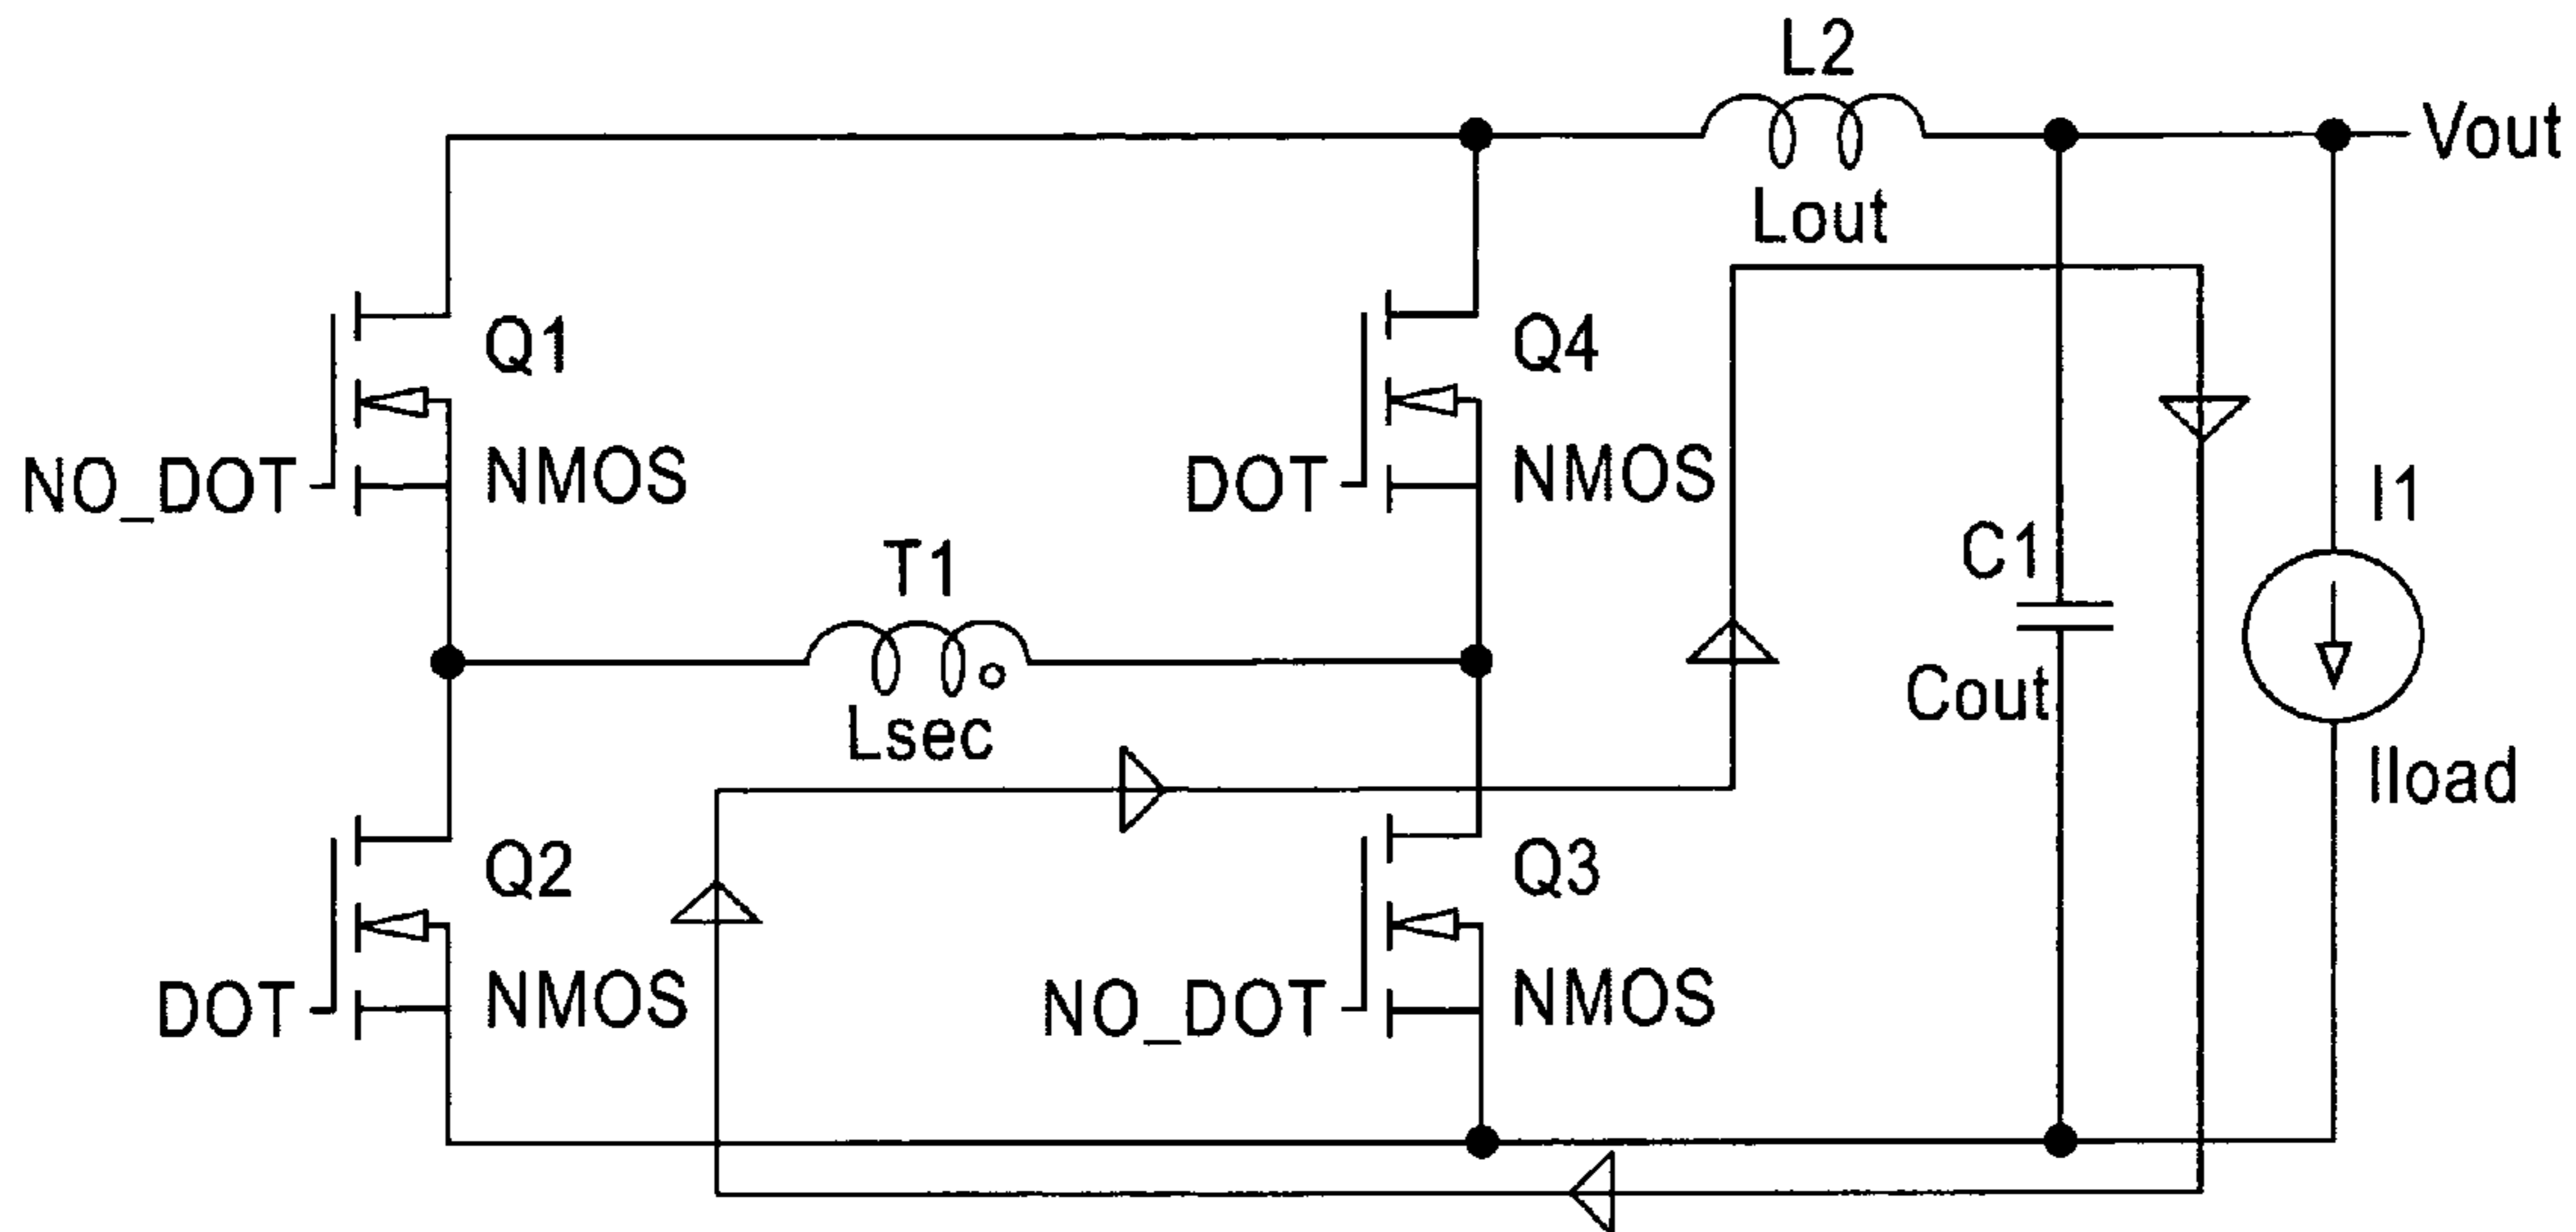 L2
Vout
Lout
Q1
Q4
NO_DOT
NMOS
DOT
NMOS
I1
T1
C1
Lsec
Cout
Iload
Q2
Q3
DOT
NMOS
NO_DOT
NMOS